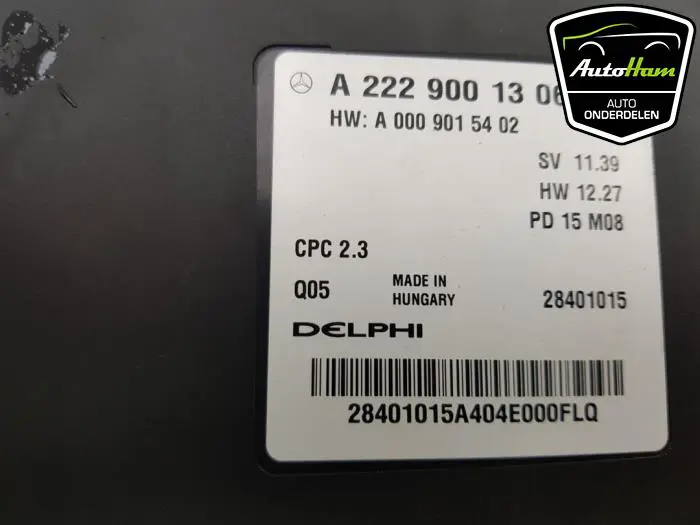 A 222 900 13 06
HW: A 000 901 54 02
SV 11.39
HW 12.27
PD 15 M08
CPC 2.3
Q05
MADE IN
HUNGARY
28401015
DELPHI
28401015A404E000FLQ
AutoHam
AUTO
ONDERDELEN